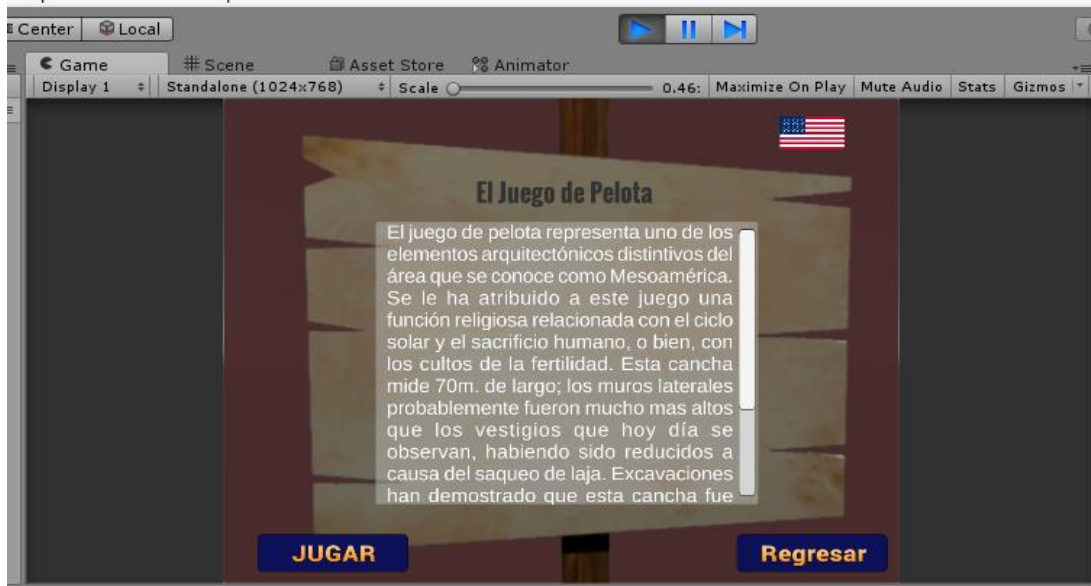 Center Local
Game Scene Asset Store Animator
Display 1 Standalone (1024x768) Scale 0.46: Maximize On Play Mute Audio Stats Gizmos
El Juego de Pelota
El juego de pelota representa uno de los
elementos arquitectónicos distintivos del
área que se conoce como Mesoamérica.
Se le ha atribuido a este juego una
función religiosa relacionada con el ciclo
solar y el sacrificio humano, o bien, con
los cultos de la fertilidad. Esta cancha
mide 70m. de largo; los muros laterales
probablemente fueron mucho mas altos
que los vestigios que hoy día se
observan, habiendo sido reducidos a
causa del saqueo de laja. Excavaciones
han demostrado que esta cancha fue
JUGAR Regresar